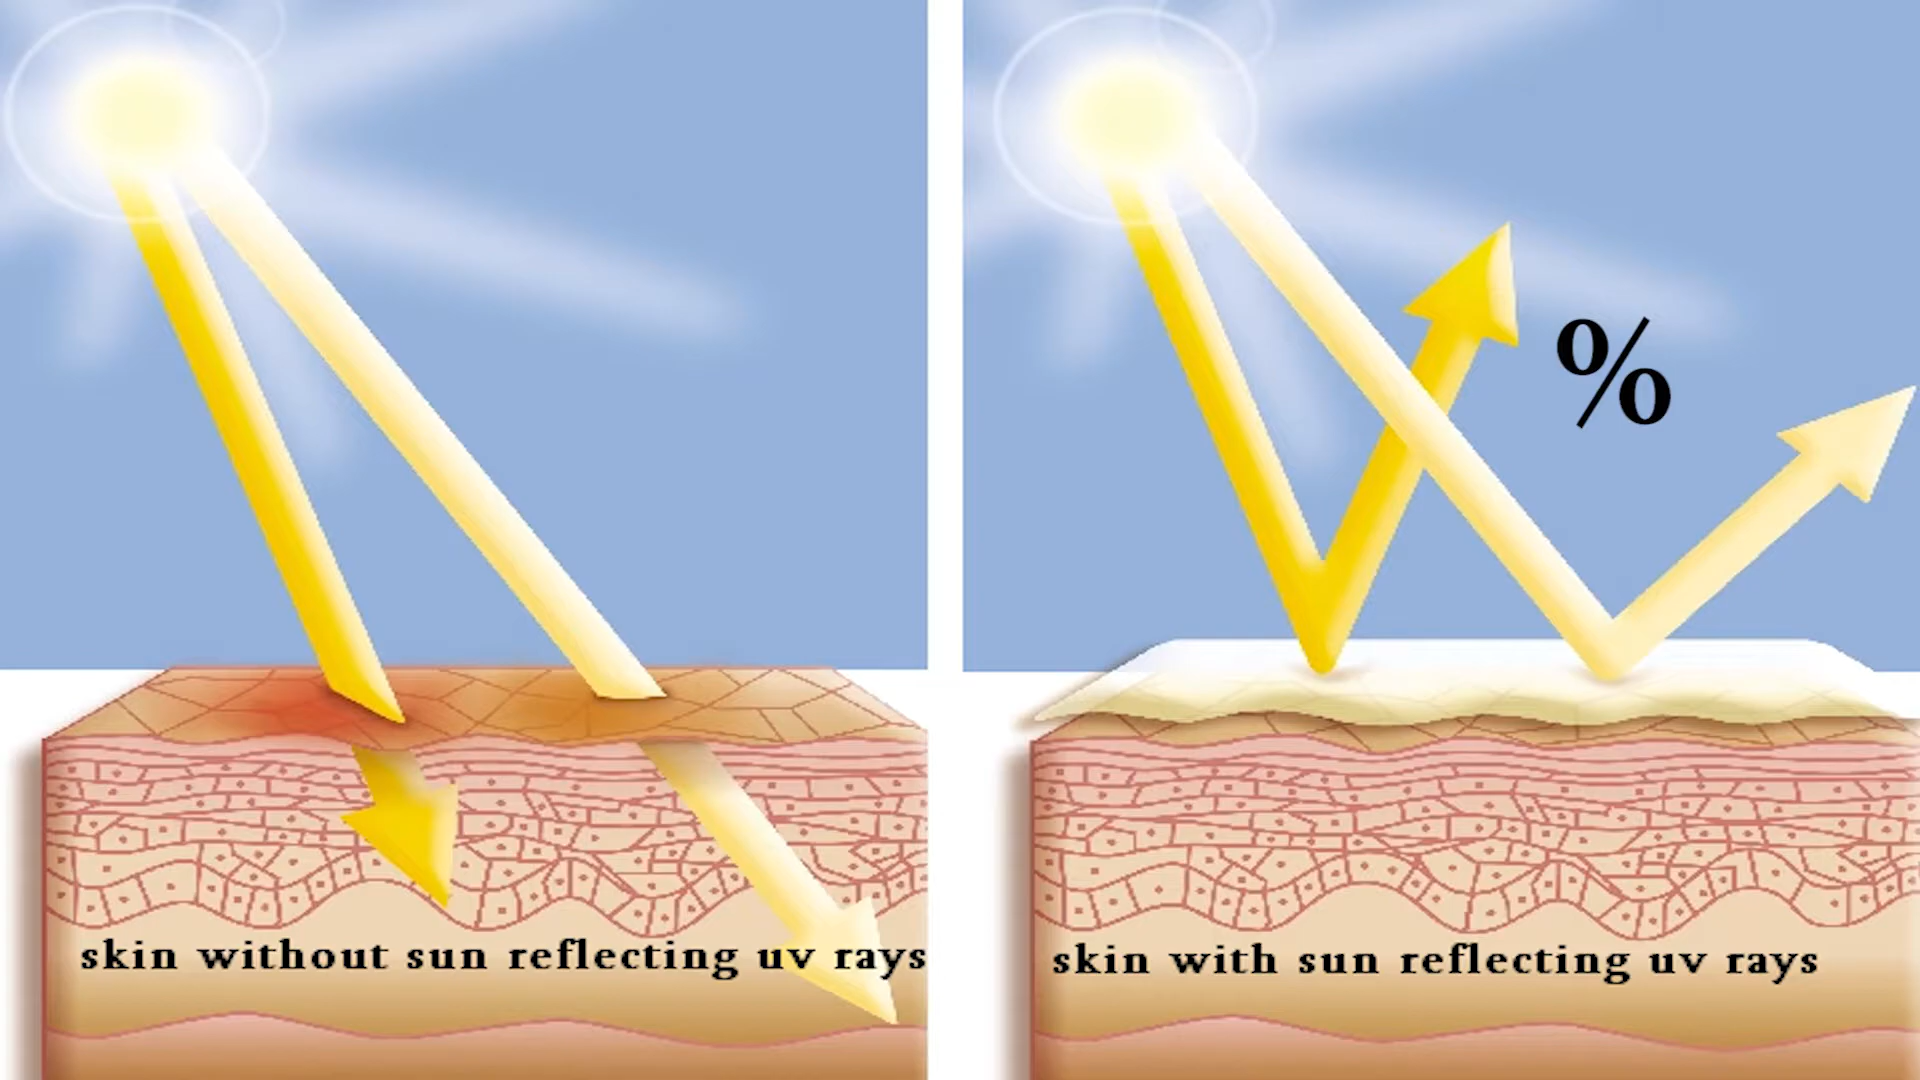 %
skin without sun reflecting uv rays
skin with sun reflecting uv rays